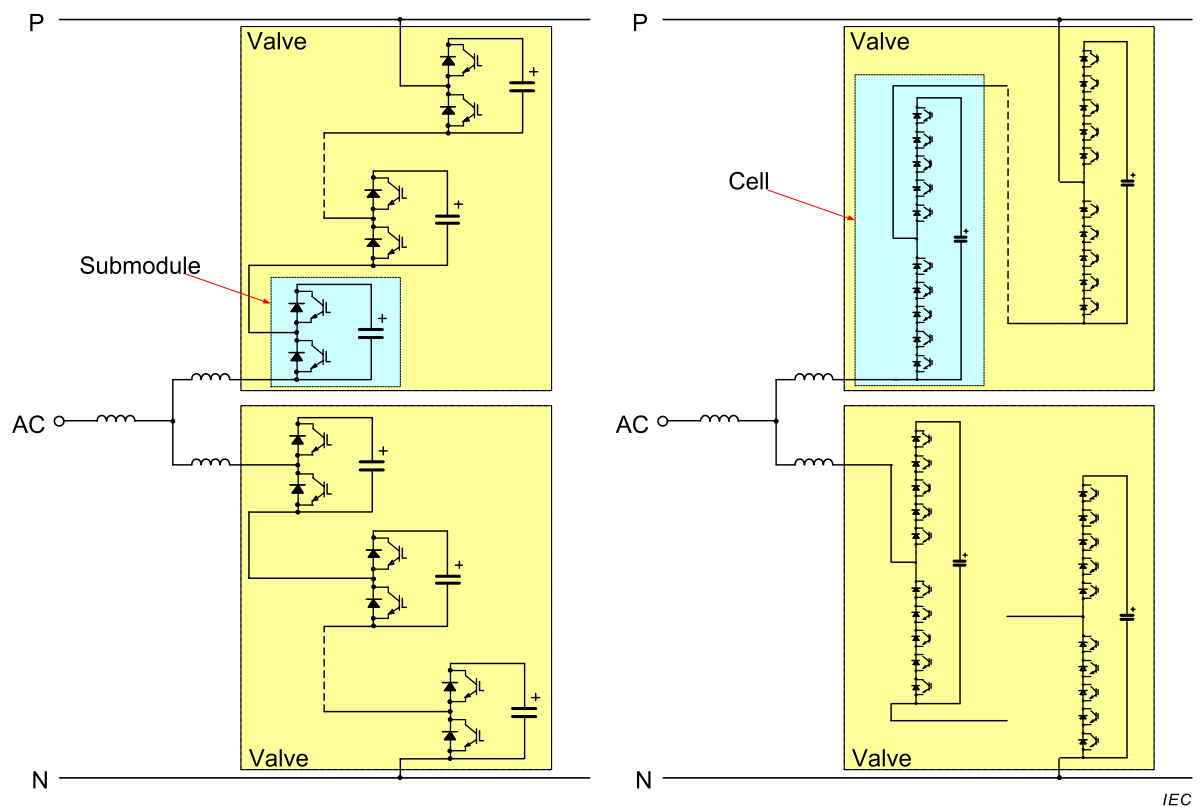 P
Valve
+
+
Submodule
+
AC
+
+
+
Valve
N
P
Valve
+
Cell
+
AC
+
+
Valve
N
IEC